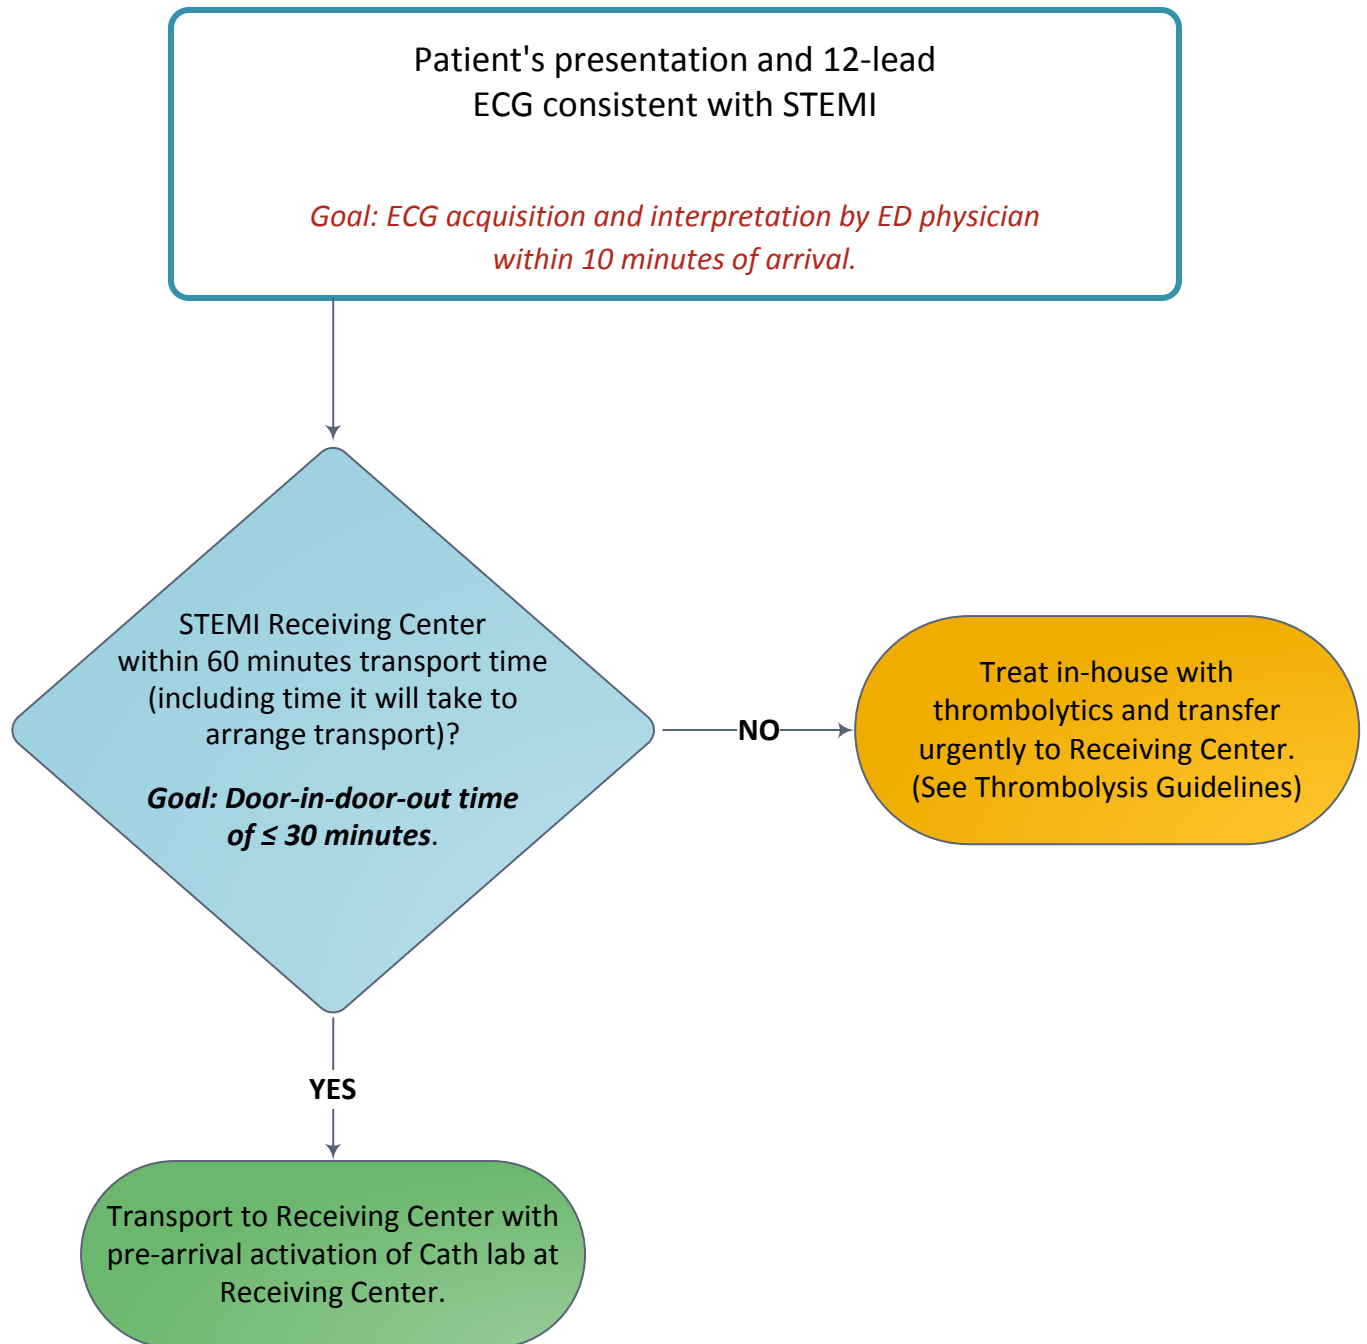 Patient's presentation and 12-lead
ECG consistent with STEMI
Goal: ECG acquisition and interpretation by ED physician
within 10 minutes of arrival.
STEMI Receiving Center
within 60 minutes transport time
(including time it will take to
arrange transport)?
Goal: Door-in-door-out time
of ≤ 30 minutes.
NO
Treat in-house with
thrombolytics and transfer
urgently to Receiving Center.
(See Thrombolysis Guidelines)
YES
Transport to Receiving Center with
pre-arrival activation of Cath lab at
Receiving Center.